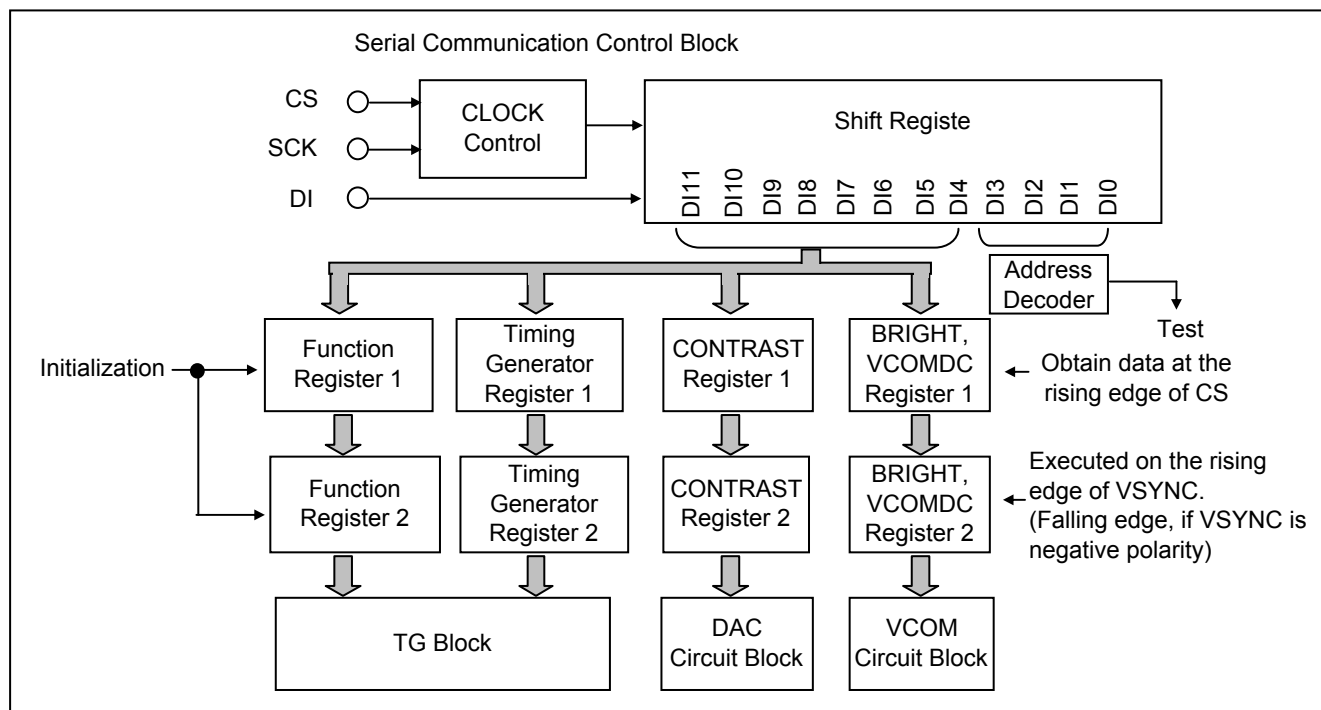 Serial Communication Control Block
CS
SCK
DI
CLOCK
Control
Shift Registe
DI11
DI10
DI9
DI8
DI7
DI6
DI5
DI4
DI3
DI2
DI1
DI0
Address
Decoder
Test
Initialization
Function
Register 1
Timing
Generator
Register 1
CONTRAST
Register 1
BRIGHT,
VCOMDC
Register 1
Obtain data at the
rising edge of CS
Function
Register 2
Timing
Generator
Register 2
CONTRAST
Register 2
BRIGHT,
VCOMDC
Register 2
Executed on the rising
edge of VSYNC.
(Falling edge, if VSYNC is
negative polarity)
TG Block
DAC
Circuit Block
VCOM
Circuit Block